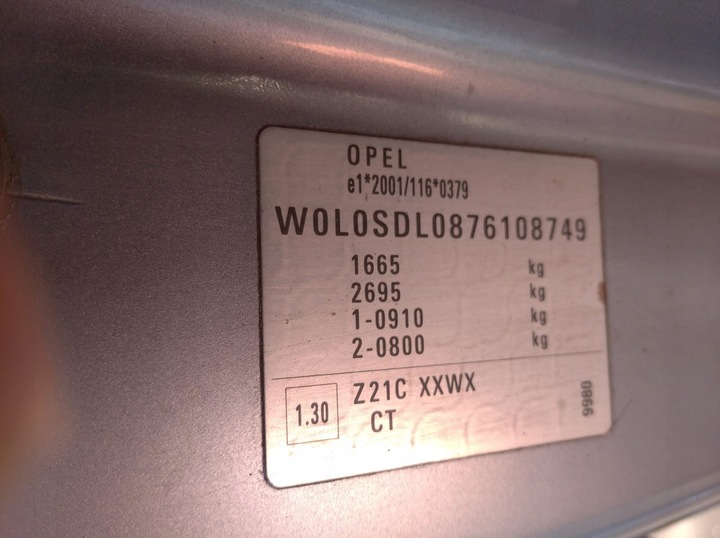 OPEL
e1*2001/116*0379
W0L0SDL0876108749
1665 kg
2695 kg
1-0910 kg
2-0800 kg
1.30 Z21C XXWX
CT
9980